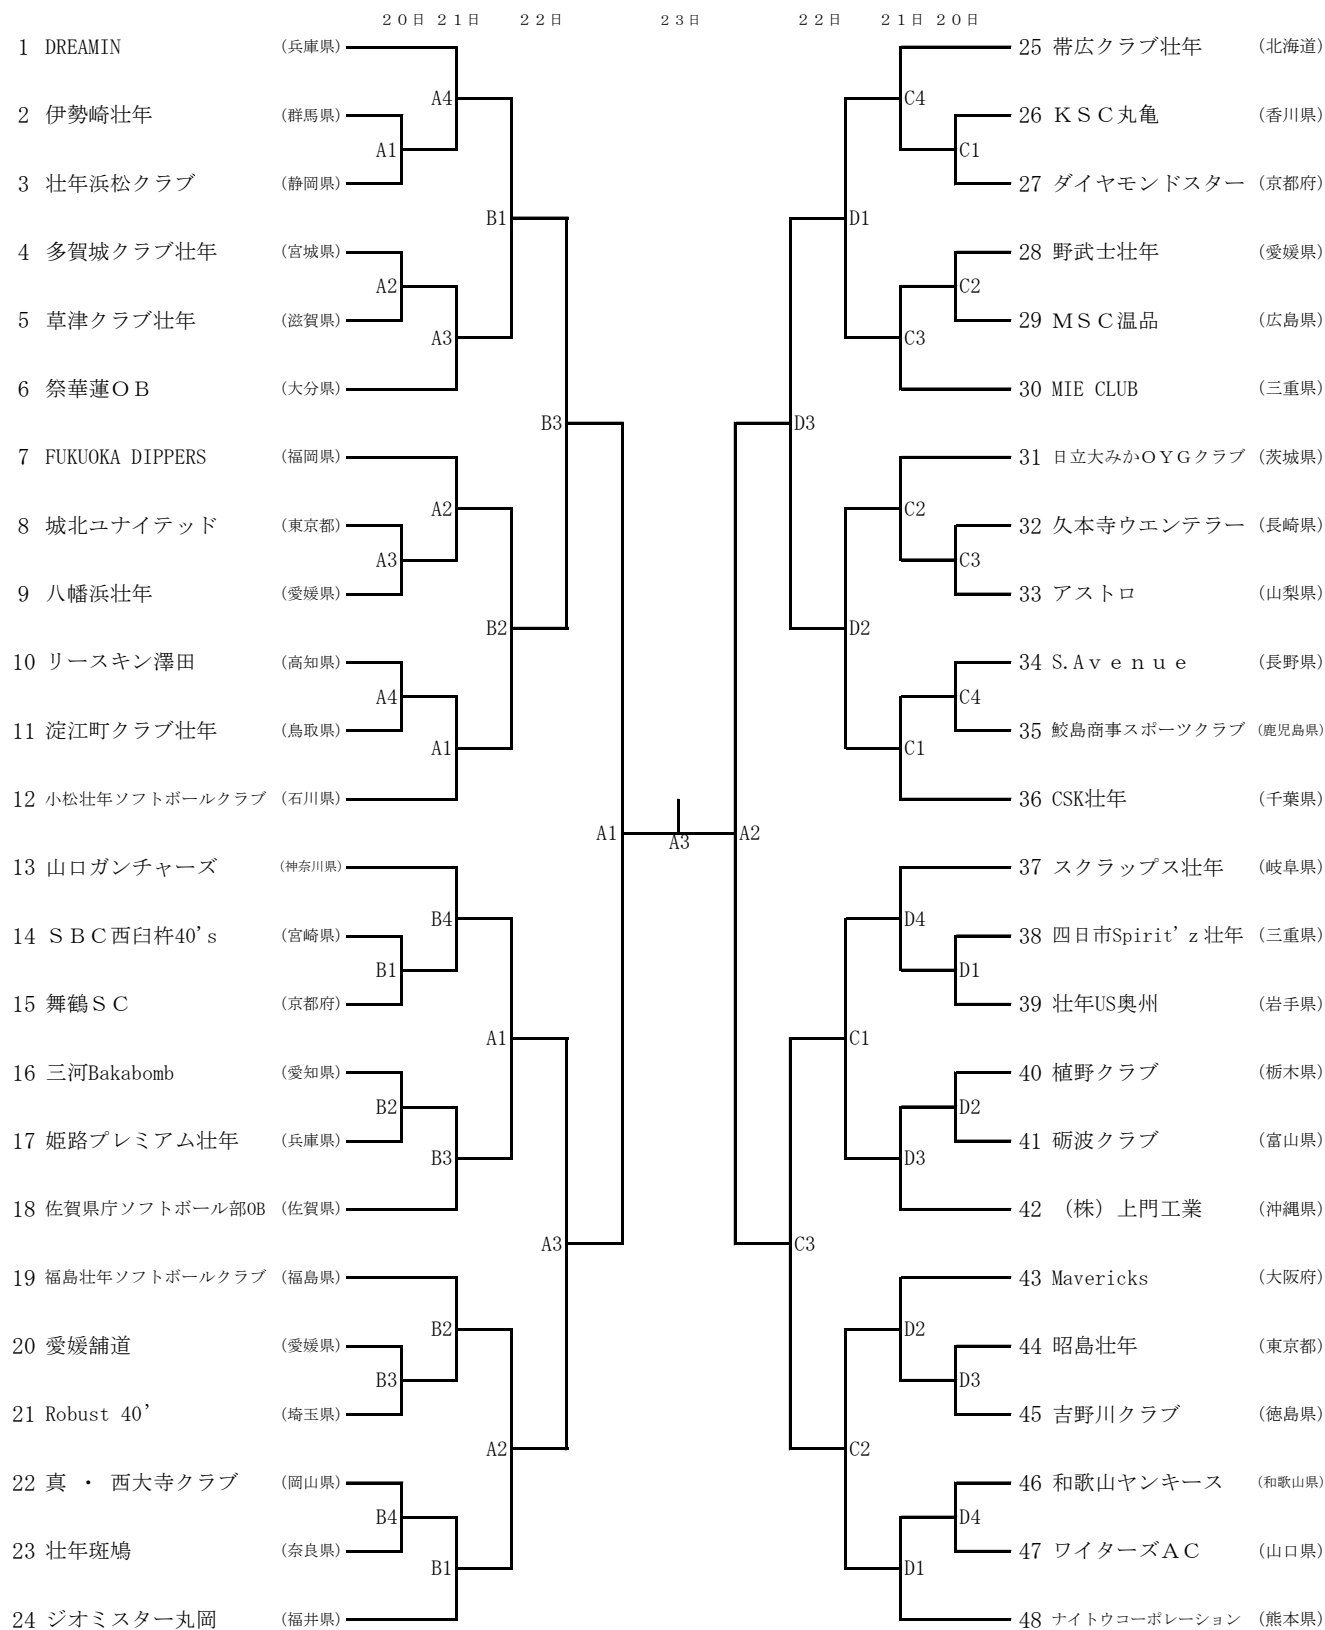 20日 21日 22日 23日 22日 21日 20日
1 DREAMIN (兵庫県)
A4
2 伊勢崎壮年 (群馬県)
A1
3 壮年浜松クラブ (静岡県)
B1
4 多賀城クラブ壮年 (宮城県)
A2
5 草津クラブ壮年 (滋賀県)
A3
6 祭華蓮OB (大分県)
B3
7 FUKUOKA DIPPERS (福岡県)
A2
8 城北ユナイテッド (東京都)
A3
9 八幡浜壮年 (愛媛県)
B2
10 リースキン澤田 (高知県)
A4
11 淀江町クラブ壮年 (鳥取県)
A1
12 小松壮年ソフトボールクラブ (石川県)
A1
13 山口ガンチャーズ (神奈川県)
B4
14 SBC西臼杵40's (宮崎県)
B1
15 舞鶴SC (京都府)
A1
16 三河Bakabomb (愛知県)
B2
17 姫路プレミアム壮年 (兵庫県)
B3
18 佐賀県庁ソフトボール部OB (佐賀県)
A3
19 福島壮年ソフトボールクラブ (福島県)
B2
20 愛媛舗道 (愛媛県)
B3
21 Robust 40' (埼玉県)
A2
22 真 ・ 西大寺クラブ (岡山県)
B4
23 壮年斑鳩 (奈良県)
B1
24 ジオミスター丸岡 (福井県)
A3
25 帯広クラブ壮年 (北海道)
C4
26 KSC丸亀 (香川県)
C1
27 ダイヤモンドスター (京都府)
D1
28 野武士壮年 (愛媛県)
C2
29 MSC温品 (広島県)
C3
30 MIE CLUB (三重県)
D3
31 日立大みかOYGクラブ (茨城県)
C2
32 久本寺ウエンテラー (長崎県)
C3
33 アストロ (山梨県)
D2
34 S.Avenue (長野県)
C4
35 鮫島商事スポーツクラブ (鹿児島県)
C1
36 CSK壮年 (千葉県)
A2
37 スクラップス壮年 (岐阜県)
D4
38 四日市Spirit'z壮年 (三重県)
D1
39 壮年US奥州 (岩手県)
C1
40 植野クラブ (栃木県)
D2
41 砺波クラブ (富山県)
D3
42 (株)上門工業 (沖縄県)
C3
43 Mavericks (大阪府)
D2
44 昭島壮年 (東京都)
D3
45 吉野川クラブ (徳島県)
C2
46 和歌山ヤンキース (和歌山県)
D4
47 ワイターズAC (山口県)
D1
48 ナイトウコーポレーション (熊本県)